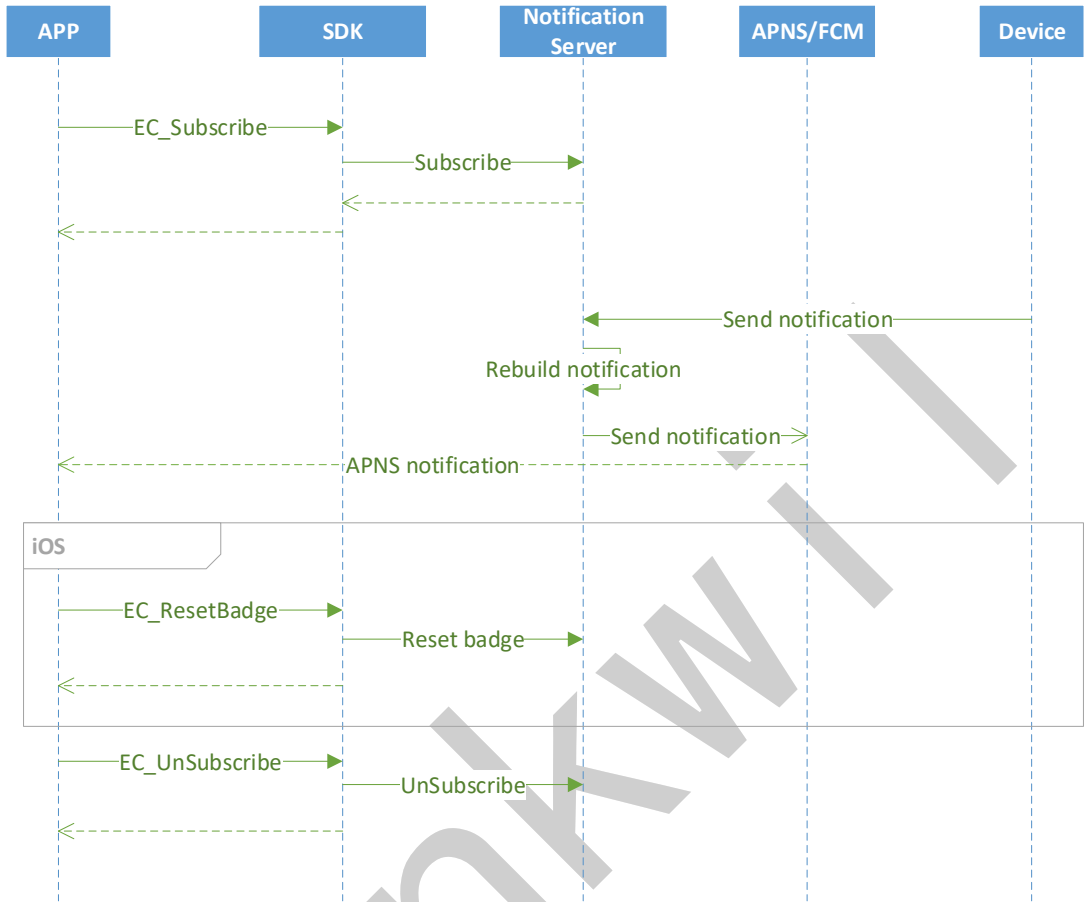 APP
SDK
Notification
Server
APNS/FCM
Device
EC_Subscribe
Subscribe
Send notification
Rebuild notification
Send notification
APNS notification
iOS
EC_ResetBadge
Reset badge
EC_UnSubscribe
UnSubscribe